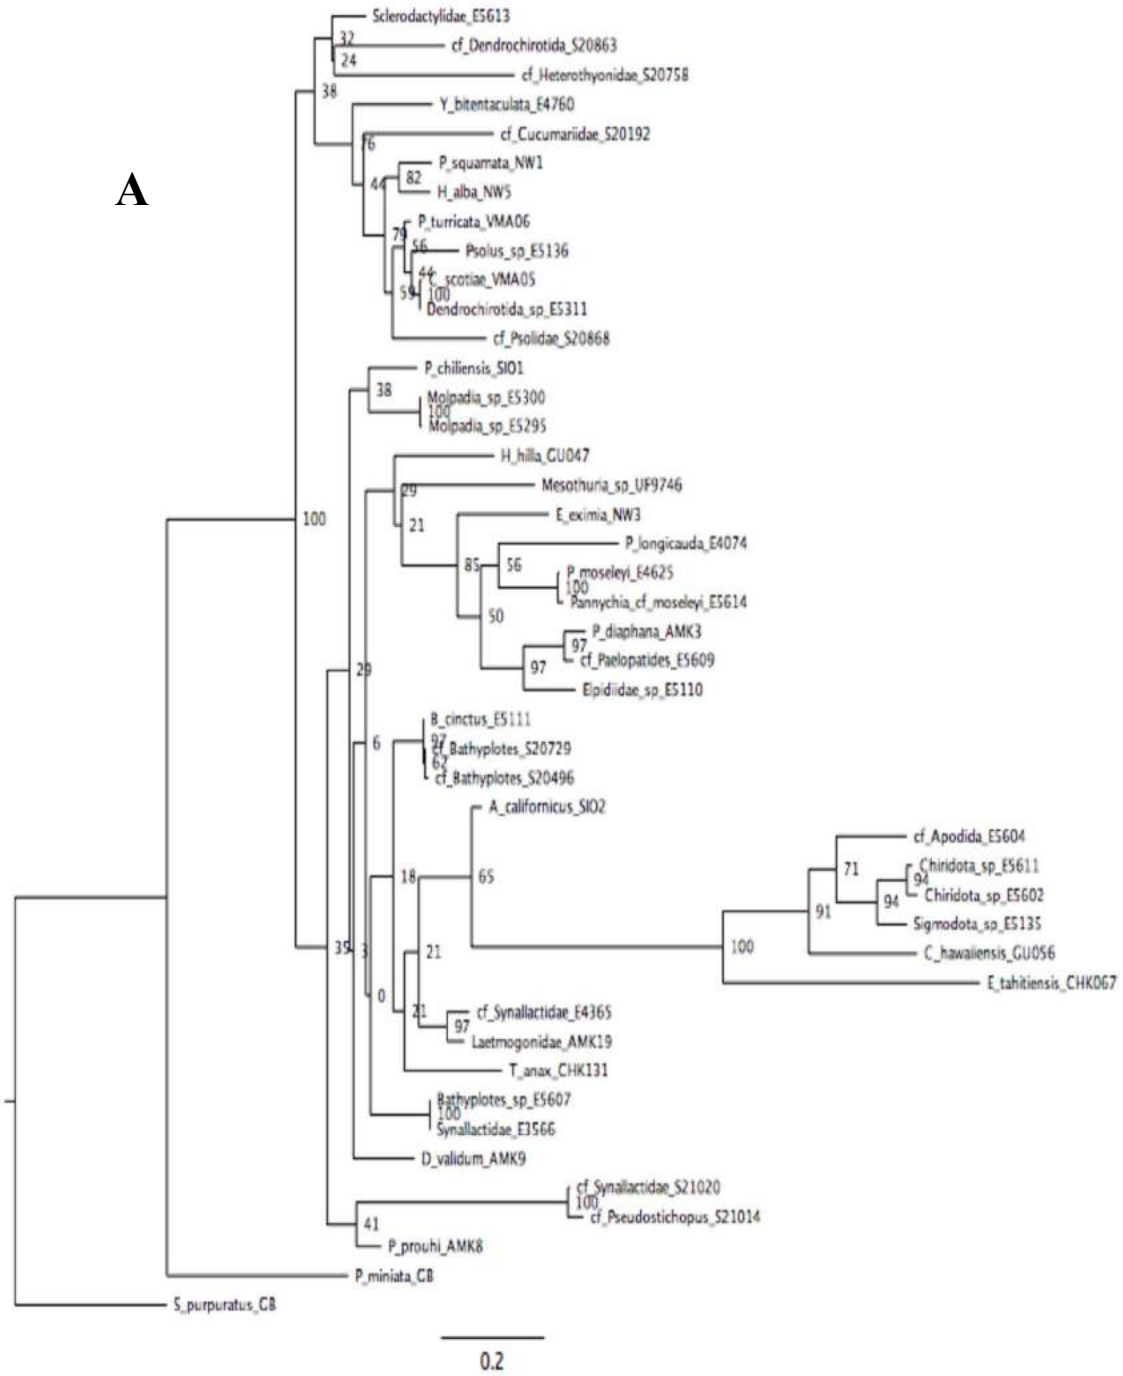 Sclerodactylidae_E5613
32
cf_Dendrochirotida_S20863
24
cf_Heterothyonidae_S20758
38
Y_bitentaculata_E4760
76
cf_Cucumariidae_S20192
P_squamata_NW1
44
82
H_alba_NW5
A
P_turricata_VMA06
79
56
Psolus_sp_E5136
44
C_scotiae_VMA05
59
100
Dendrochirotida_sp_E5311
cf_Psolidae_S20868
P_chiliensis_SIO1
38
Molpadia_sp_E5300
100
Molpadia_sp_E5295
H_hilla_GU047
29
Mesothuria_sp_UF9746
E_eximia_NW3
100
21
P_longicauda_E4074
85
56
P_moseleyi_E4625
100
Pannychia_cf_moseleyi_E5614
50
P_diaphana_AMK3
97
cf_Paelopatides_E5609
29
97
Elpidiidae_sp_E5110
B_cinctus_E5111
6
97
cf_Bathyplotes_S20729
62
cf_Bathyplotes_S20496
A_californicus_SIO2
cf_Apodida_E5604
18
65
71
Chiridota_sp_E5611
94
Chiridota_sp_E5602
94
91
Sigmodota_sp_E5135
35
3
21
100
C_hawaiiensis_GU056
E_tahitiensis_CHK067
0
21
cf_Synallactidae_E4365
97
Laetmogonidae_AMK19
T_anax_CHK131
Bathyplotes_sp_E5607
100
Synallactidae_E3566
D_validum_AMK9
cf_Synallactidae_S21020
100
cf_Pseudostichopus_S21014
41
P_prouhi_AMK8
P_miniata_GB
S_purpuratus_GB
0.2